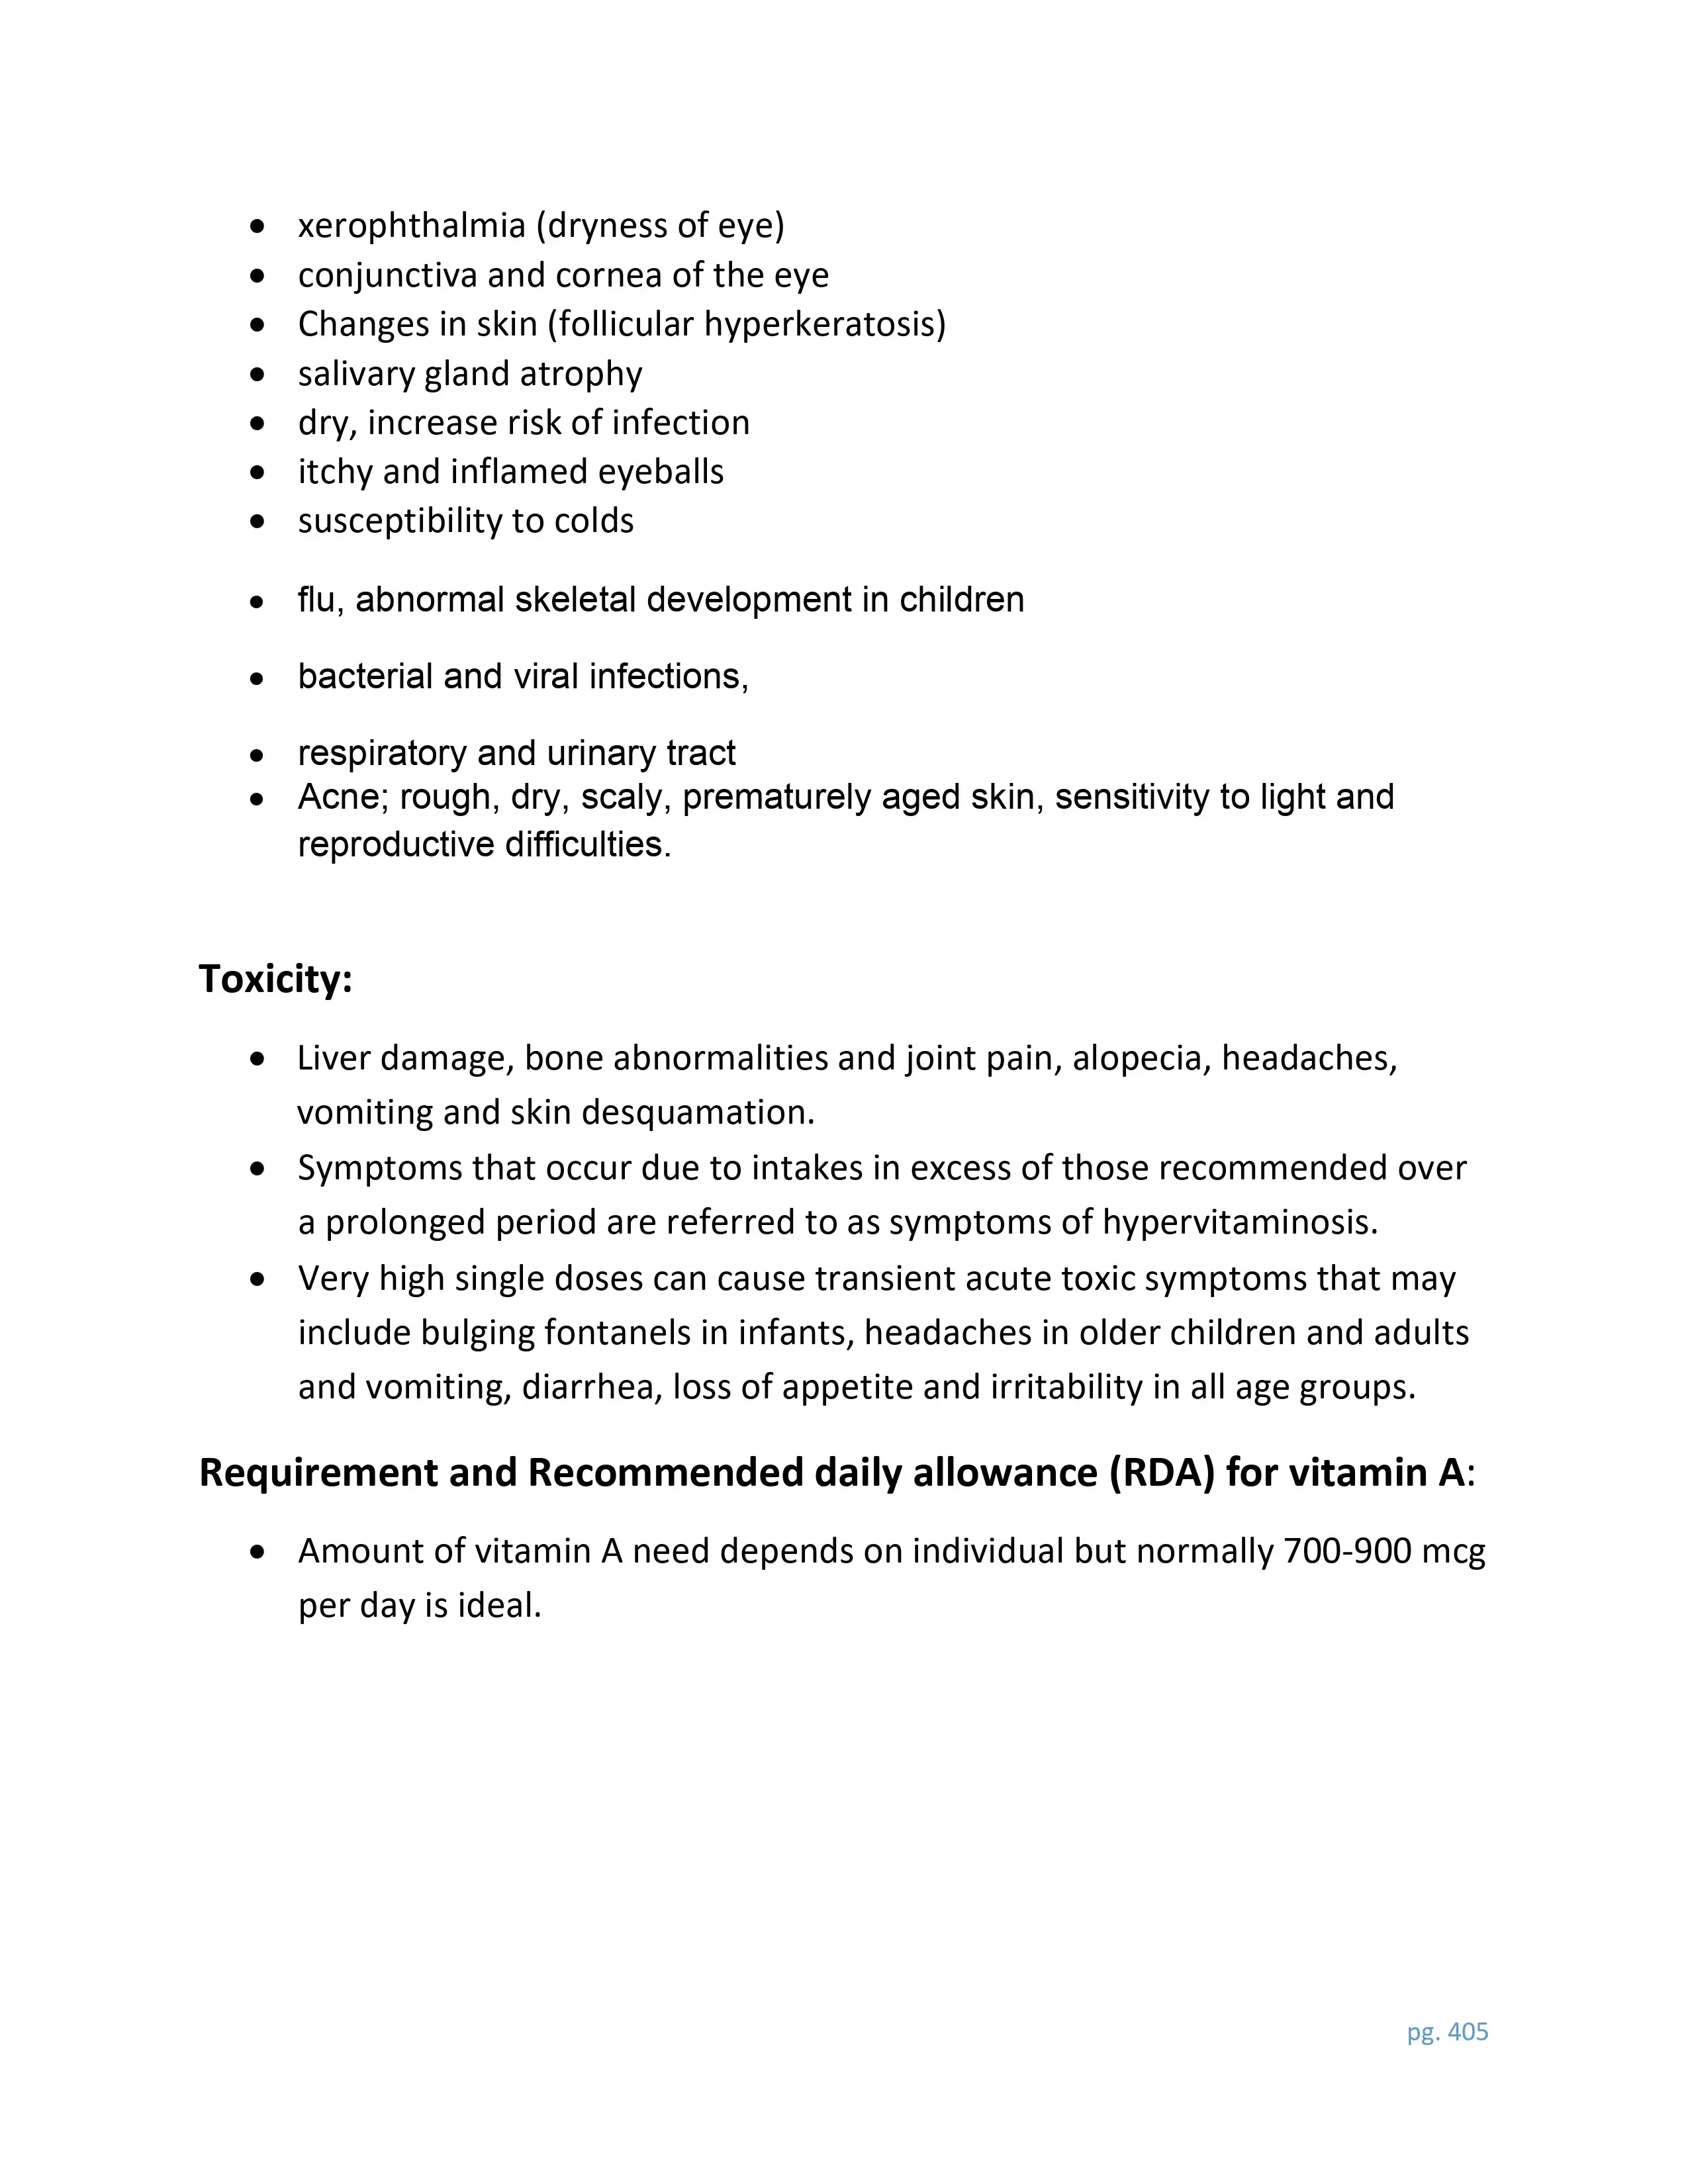 • xerophthalmia (dryness of eye)
• conjunctiva and cornea of the eye
• Changes in skin (follicular hyperkeratosis)
• salivary gland atrophy
• dry, increase risk of infection
• itchy and inflamed eyeballs
• susceptibility to colds
• flu, abnormal skeletal development in children
• bacterial and viral infections,
• respiratory and urinary tract
• Acne; rough, dry, scaly, prematurely aged skin, sensitivity to light and
reproductive difficulties.
Toxicity:
• Liver damage, bone abnormalities and joint pain, alopecia, headaches,
vomiting and skin desquamation.
• Symptoms that occur due to intakes in excess of those recommended over
a prolonged period are referred to as symptoms of hypervitaminosis.
• Very high single doses can cause transient acute toxic symptoms that may
include bulging fontanels in infants, headaches in older children and adults
and vomiting, diarrhea, loss of appetite and irritability in all age groups.
Requirement and Recommended daily allowance (RDA) for vitamin A:
• Amount of vitamin A need depends on individual but normally 700-900 mcg
per day is ideal.
pg. 405